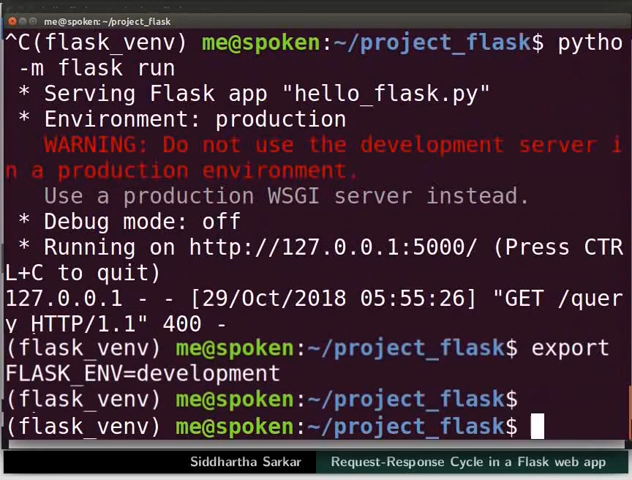 me@spoken: ~/project_flask
^C(flask_venv) me@spoken:~/project_flask$ pytho
-m flask run
* Serving Flask app "hello_flask.py"
* Environment: production
WARNING: Do not use the development server i
n a production environment.
Use a production WSGI server instead.
* Debug mode: off
* Running on http://127.0.0.1:5000/ (Press CTR
L+C to quit)
127.0.0.1 - - [29/Oct/2018 05:55:26] "GET /quer
y HTTP/1.1" 400 -
(flask_venv) me@spoken:~/project_flask$ export
FLASK_ENV=development
(flask_venv) me@spoken:~/project_flask$
(flask_venv) me@spoken:~/project_flask$
Siddhartha Sarkar Request-Response Cycle in a Flask web app